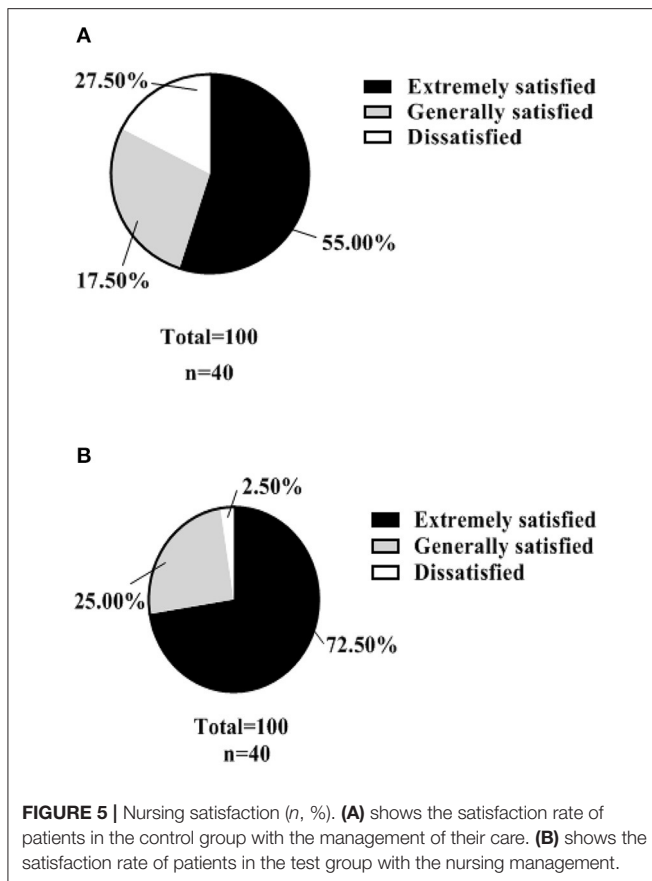 A
27.50%
Extremely satisfied
Generally satisfied
Dissatisfied
55.00%
17.50%
Total=100
n=40
B
2.50%
Extremely satisfied
Generally satisfied
Dissatisfied
25.00%
72.50%
Total=100
n=40
FIGURE 5 | Nursing satisfaction (n, %). (A) shows the satisfaction rate of
patients in the control group with the management of their care. (B) shows the
satisfaction rate of patients in the test group with the nursing management.